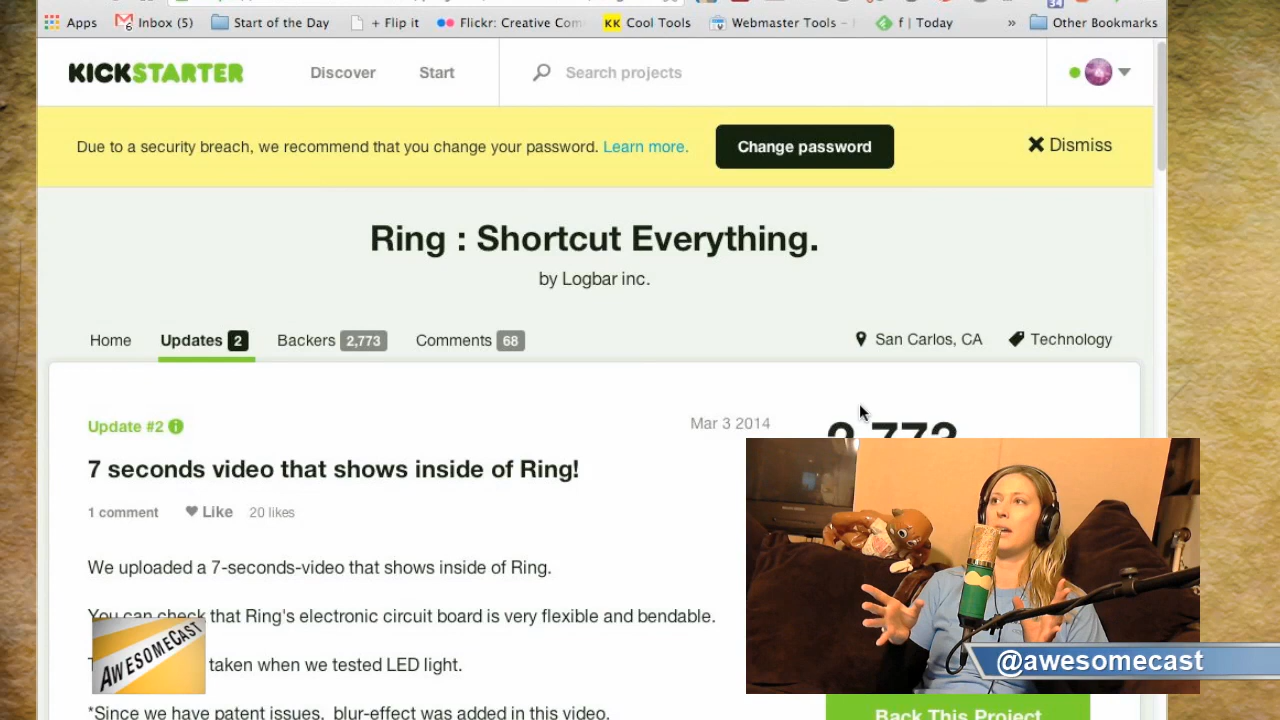 Apps Inbox (5) Start of the Day + Flip it Flickr: Creative Com KK Cool Tools Webmaster Tools - f | Today » Other Bookmarks
34
KICKSTARTER Discover Start Search projects
Due to a security breach, we recommend that you change your password. Learn more. Change password Dismiss
Ring : Shortcut Everything.
by Logbar inc.
Home Updates 2 Backers 2,773 Comments 68 San Carlos, CA Technology
Update #2 Mar 3 2014
2,773
7 seconds video that shows inside of Ring!
1 comment Like 20 likes
We uploaded a 7-seconds-video that shows inside of Ring.
You can check that Ring's electronic circuit board is very flexible and bendable.
taken when we tested LED light.
*Since we have patent issues, blur-effect was added in this video.
AWESOMECAST
@awesomecast
Back This Project